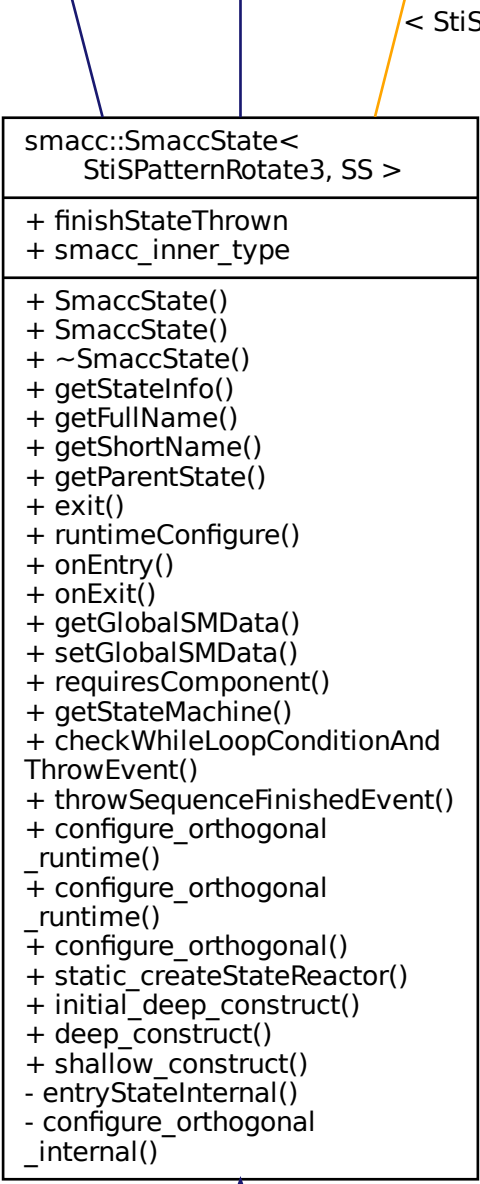 < StiS
smacc::SmaccState<
StiSPatternRotate3, SS >
+ finishStateThrown
+ smacc_inner_type
+ SmaccState()
+ SmaccState()
+ ~SmaccState()
+ getStateInfo()
+ getFullName()
+ getShortName()
+ getParentState()
+ exit()
+ runtimeConfigure()
+ onEntry()
+ onExit()
+ getGlobalSMData()
+ setGlobalSMData()
+ requiresComponent()
+ getStateMachine()
+ checkWhileLoopConditionAnd
ThrowEvent()
+ throwSequenceFinishedEvent()
+ configure_orthogonal
_runtime()
+ configure_orthogonal
_runtime()
+ configure_orthogonal()
+ static_createStateReactor()
+ initial_deep_construct()
+ deep_construct()
+ shallow_construct()
- entryStateInternal()
- configure_orthogonal
_internal()